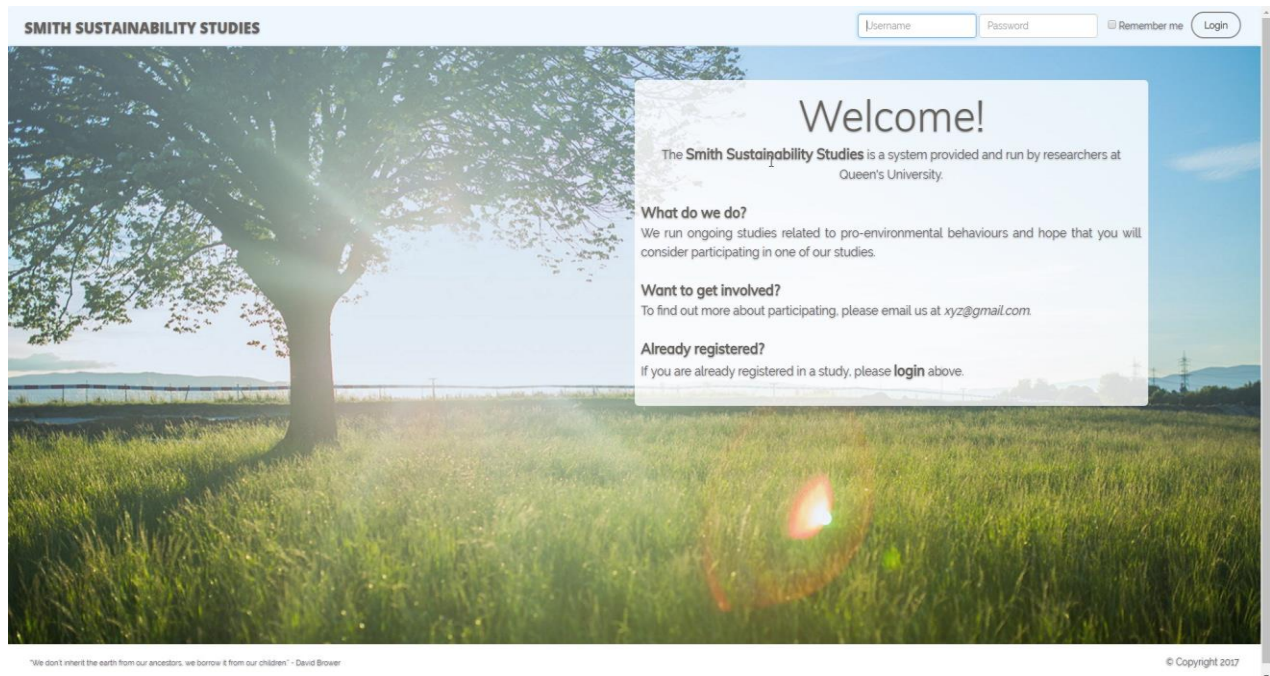 SMITH SUSTAINABILITY STUDIES
Username
Password
Remember me
Login
Welcome!
The Smith Sustainability Studies is a system provided and run by researchers at
Queen's University.
What do we do?
We run ongoing studies related to pro-environmental behaviours and hope that you will
consider participating in one of our studies.
Want to get involved?
To find out more about participating, please email us at xyz@gmail.com.
Already registered?
If you are already registered in a study, please login above.
"We don't inherit the earth from our ancestors, we borrow it from our children" - David Brower
© Copyright 2017